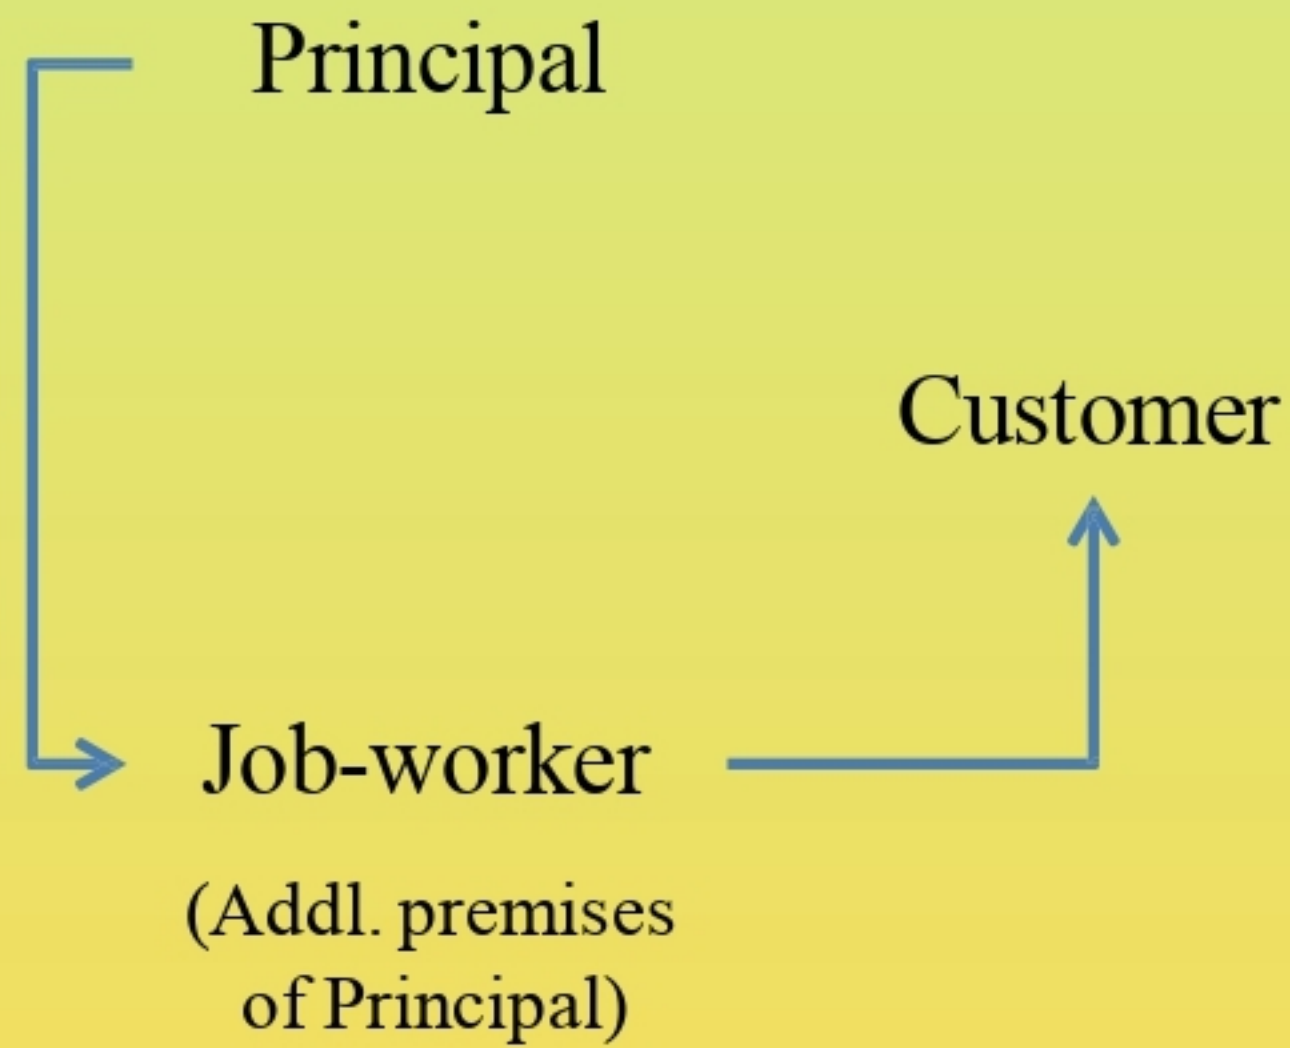 Principal
Customer
Job-worker
(Addl. premises
of Principal)